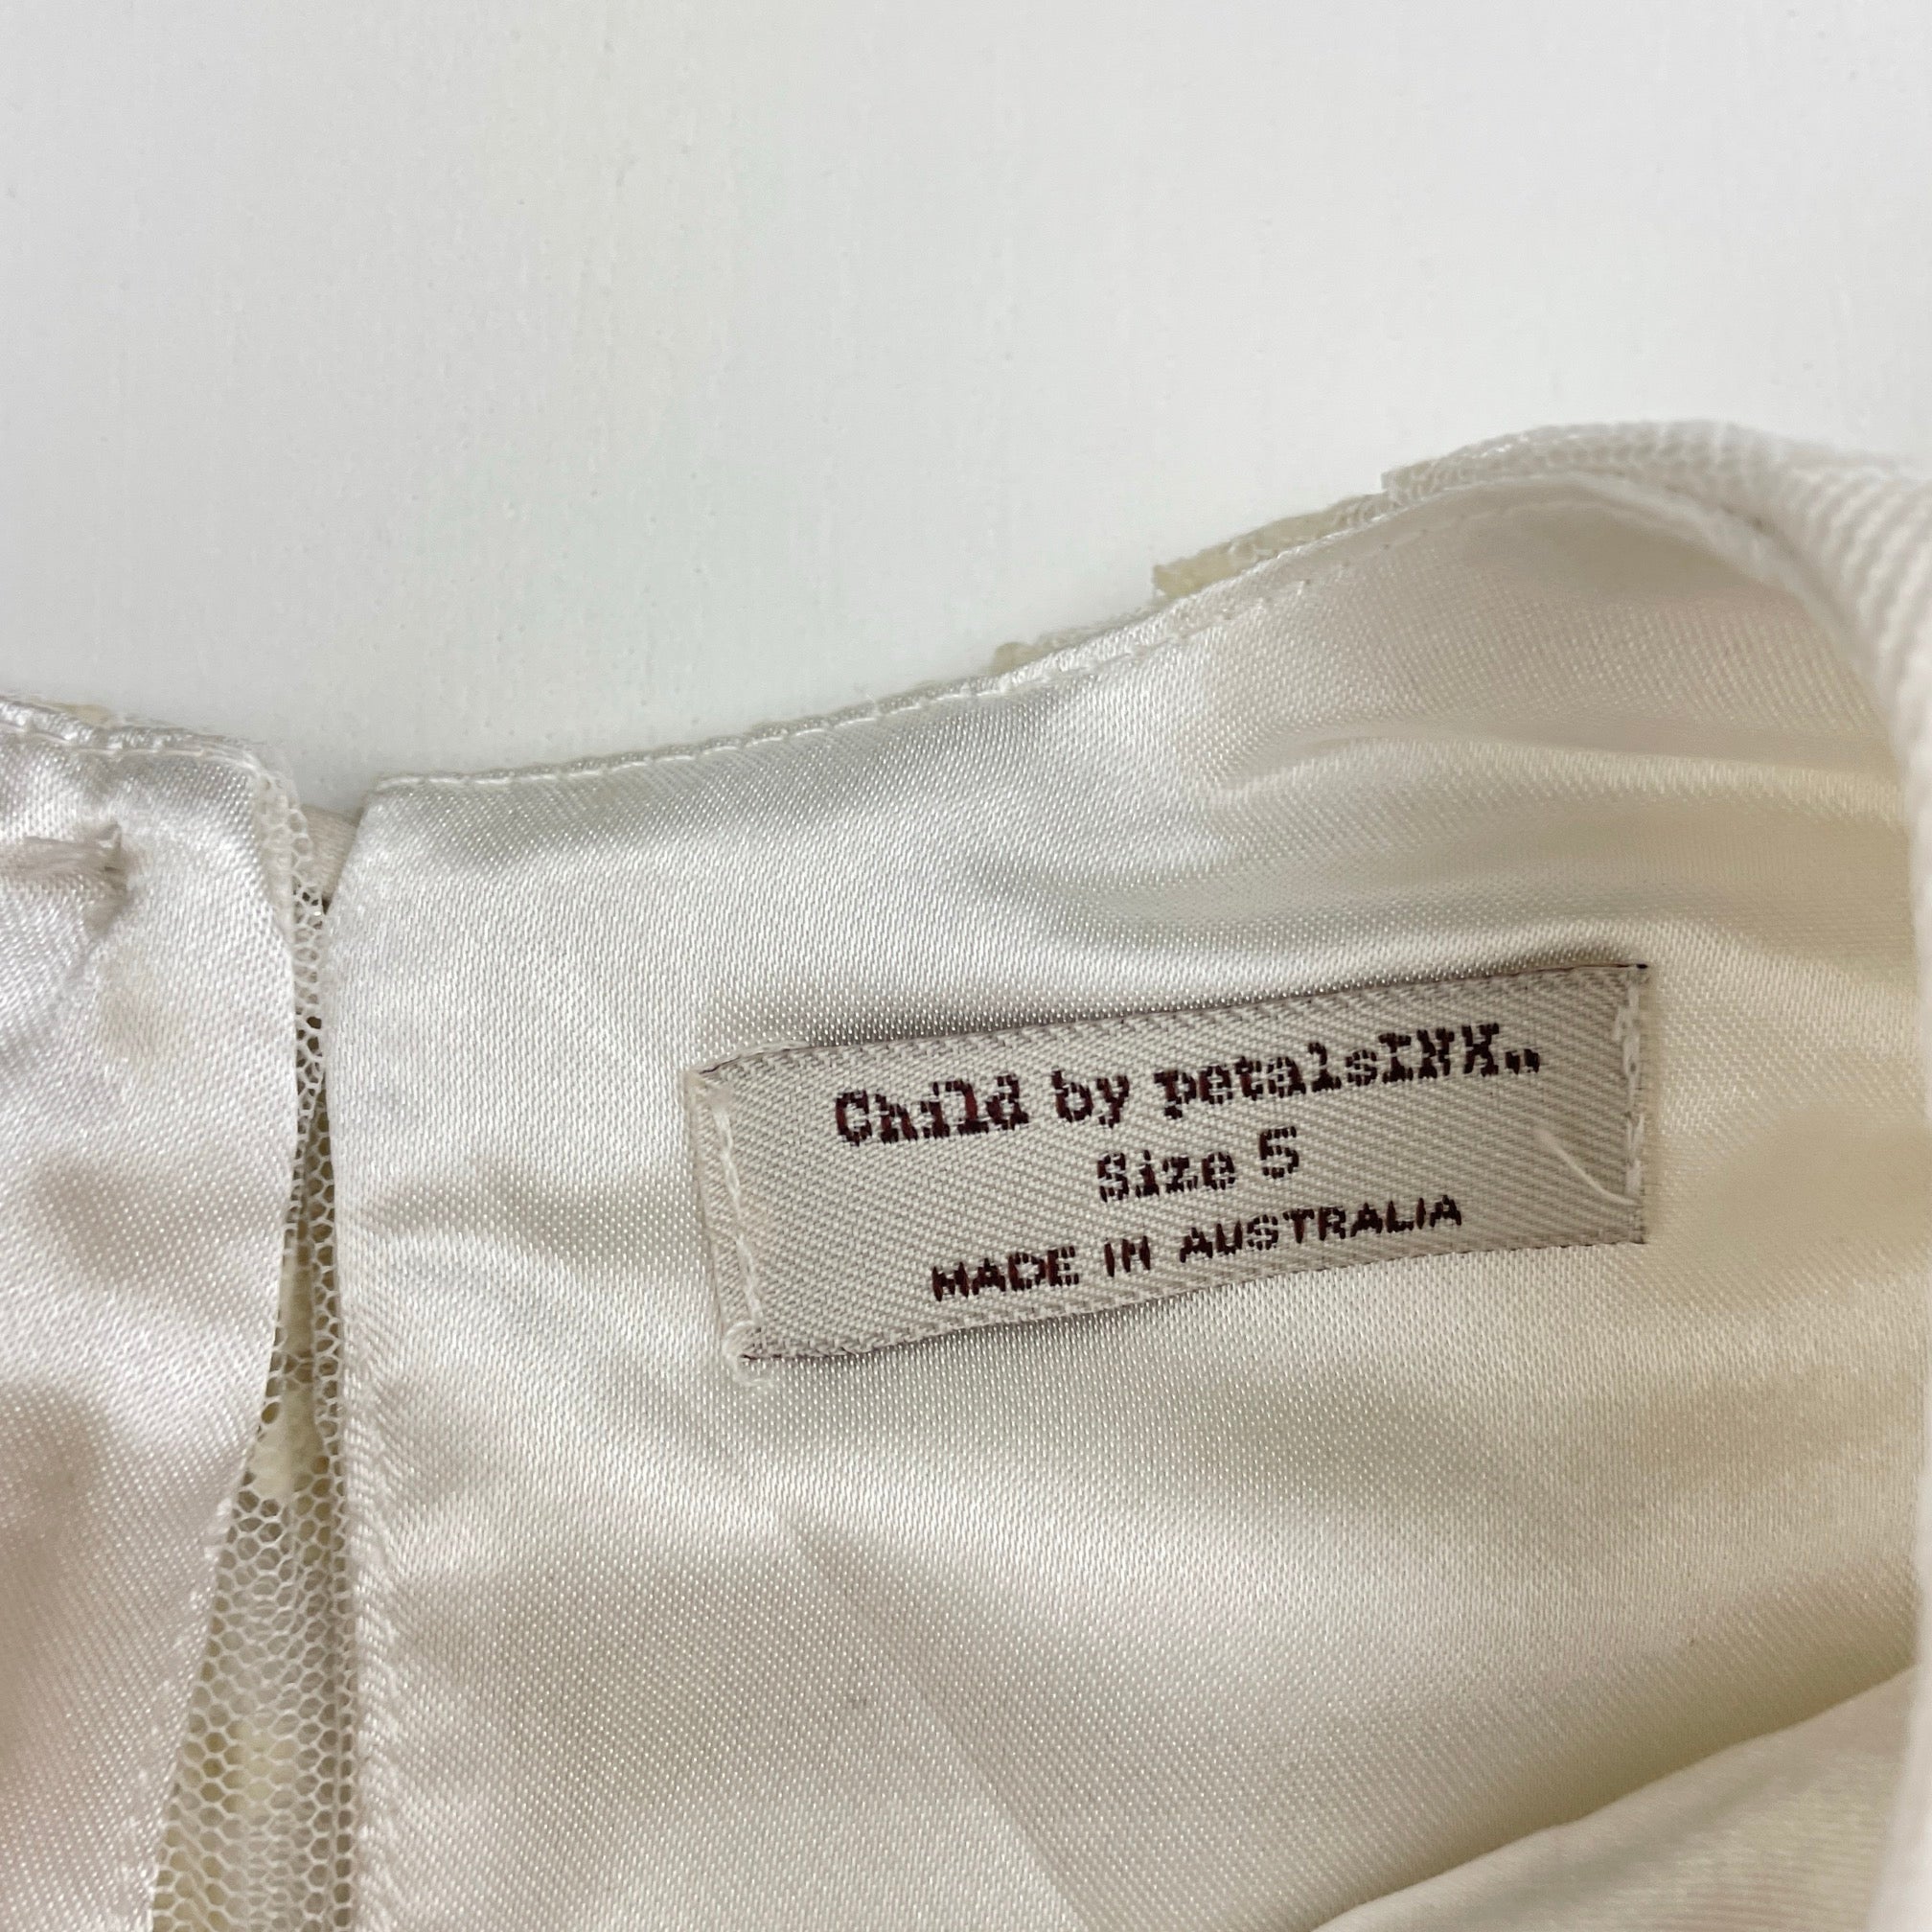 Child by petalsINK..
Size 5
MADE IN AUSTRALIA